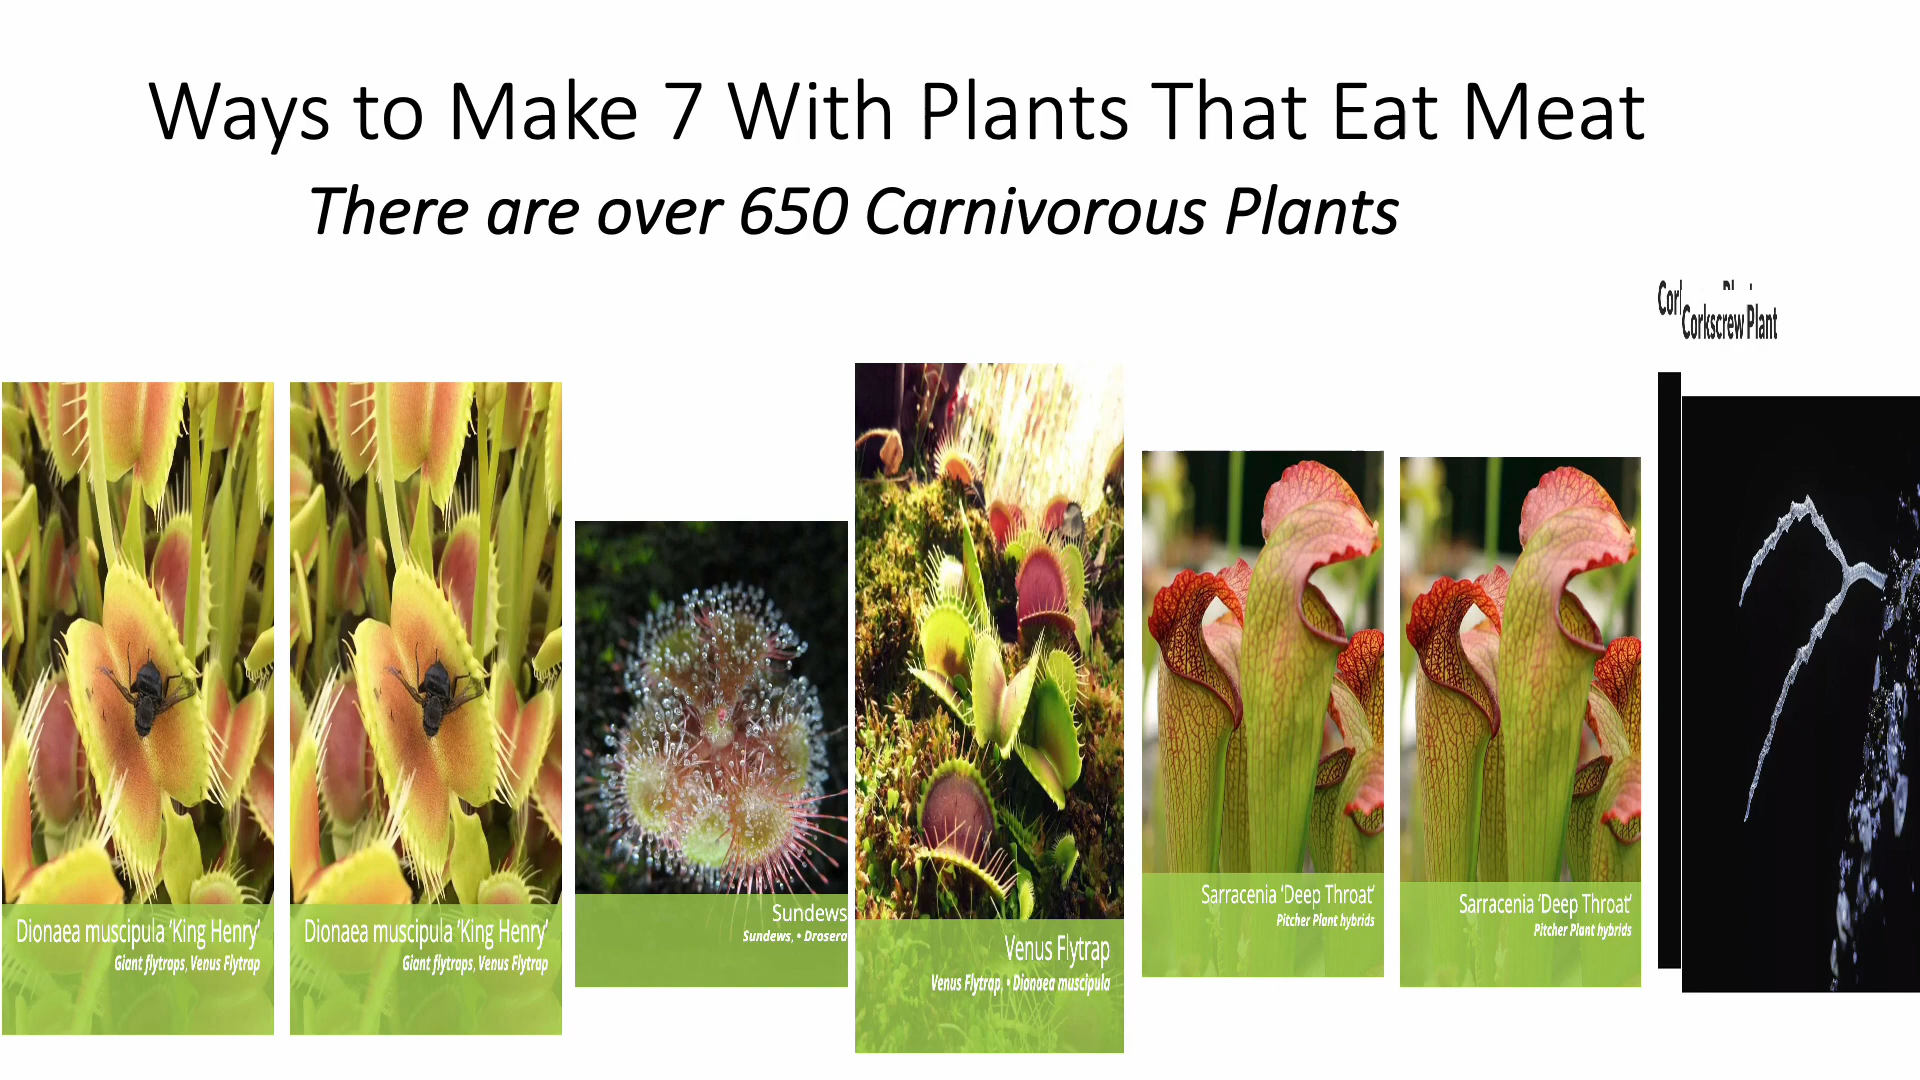 Ways to Make 7 With Plants That Eat Meat
There are over 650 Carnivorous Plants
Corkscrew Plant
Dionaea muscipula ‘King Henry’
Giant flytraps, Venus Flytrap
Dionaea muscipula ‘King Henry’
Giant flytraps, Venus Flytrap
Sundews
Sundews, • Drosera
Venus Flytrap
Venus Flytrap, • Dionaea muscipula
Sarracenia ‘Deep Throat’
Pitcher Plant hybrids
Sarracenia ‘Deep Throat’
Pitcher Plant hybrids